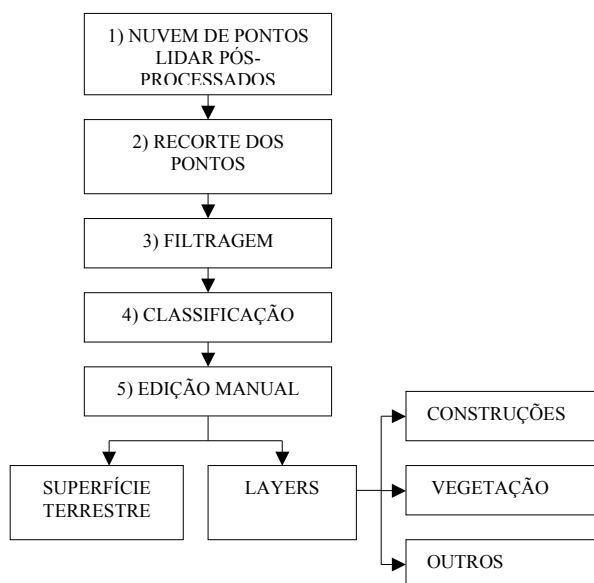 1) NUVEM DE PONTOS
LIDAR PÓS-
PROCESSADOS
2) RECORTE DOS
PONTOS
3) FILTRAGEM
4) CLASSIFICAÇÃO
5) EDIÇÃO MANUAL
SUPERFÍCIE
TERRESTRE
LAYERS
CONSTRUÇÕES
VEGETAÇÃO
OUTROS